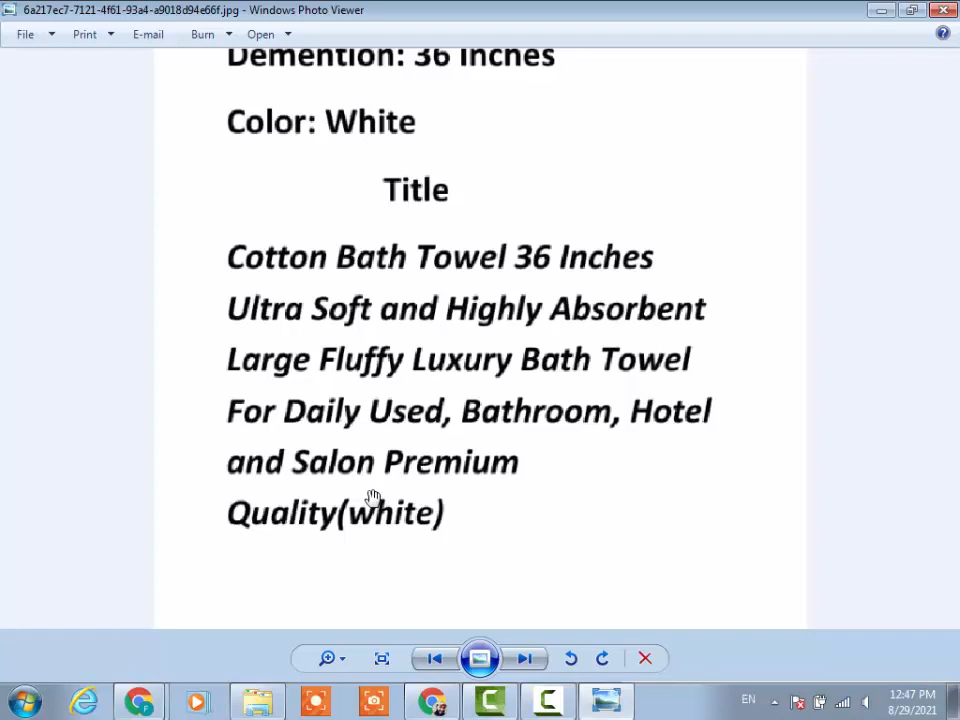 6a217ec7-7121-4f61-93a4-a9018d94e66f.jpg - Windows Photo Viewer
File Print E-mail Burn Open
Demention: 36 Inches
Color: White
Title
Cotton Bath Towel 36 Inches
Ultra Soft and Highly Absorbent
Large Fluffy Luxury Bath Towel
For Daily Used, Bathroom, Hotel
and Salon Premium
Quality(white)
EN
12:47 PM
8/29/2021